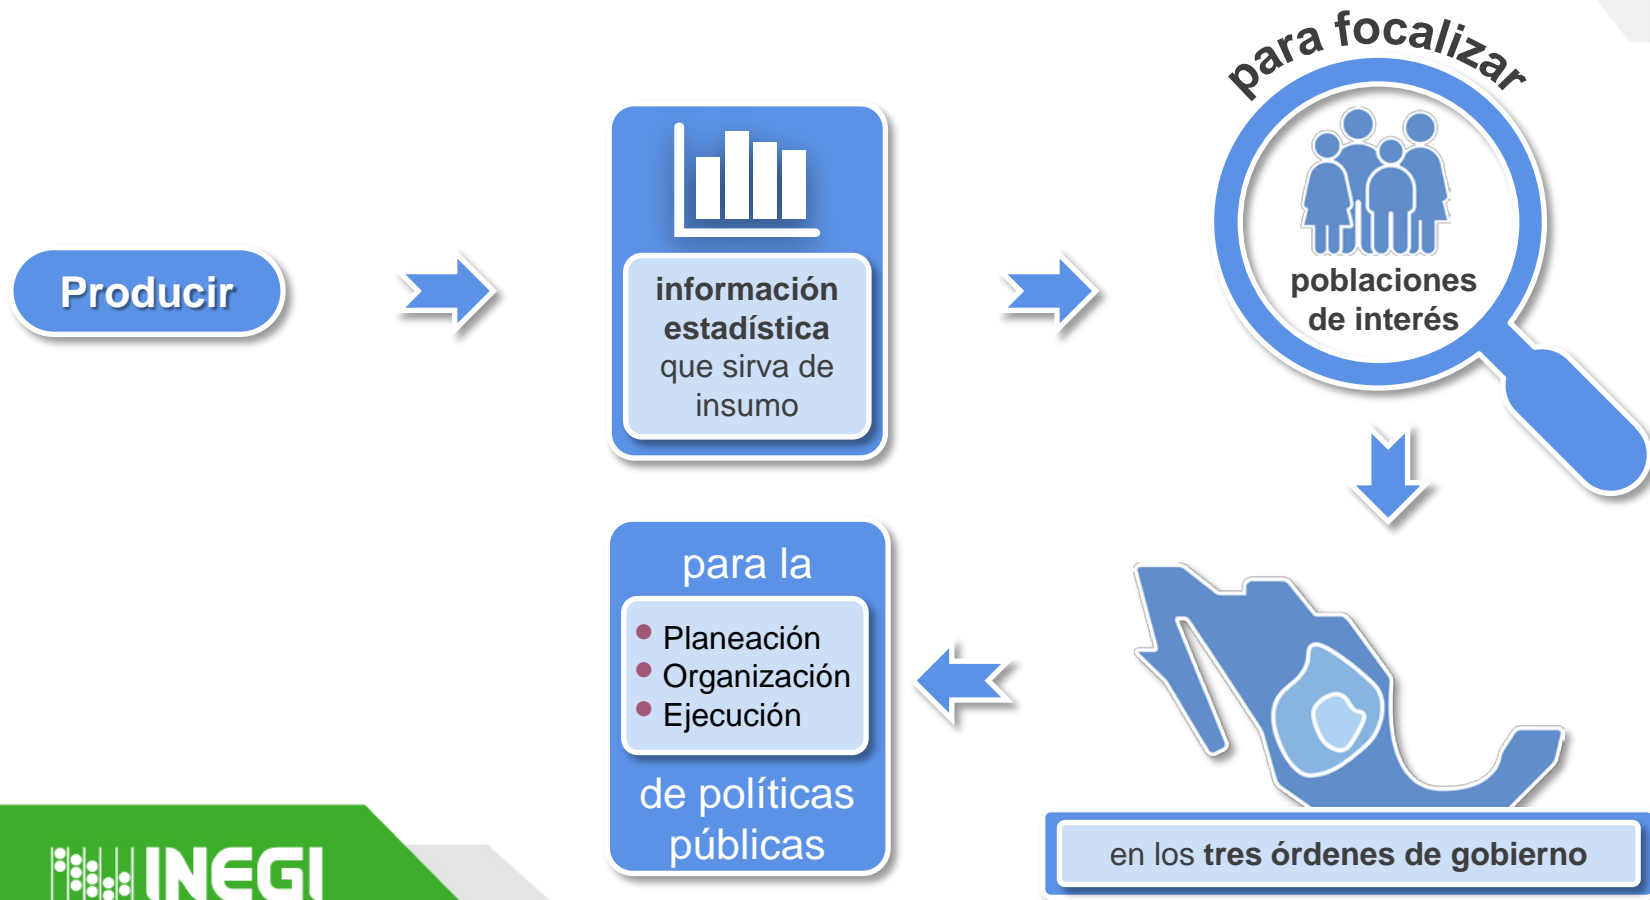 Producir
información
estadística
que sirva de
insumo
para focalizar
poblaciones
de interés
en los tres órdenes de gobierno
para la
• Planeación
• Organización
• Ejecución
de políticas
públicas
INEGI